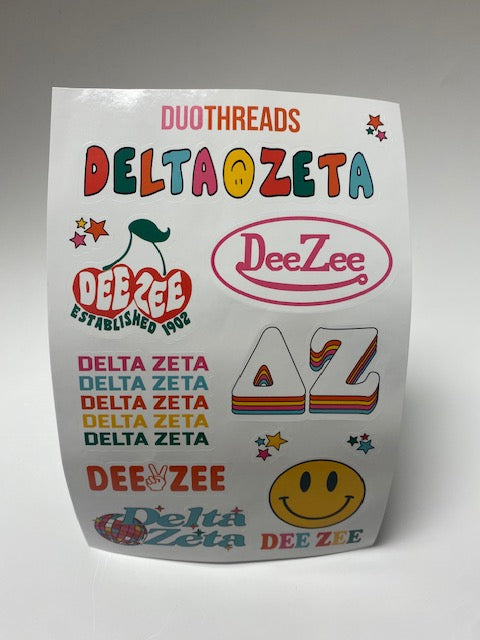 DUOTHREADS
DELTA ZETA
DEE ZEE
ESTABLISHED 1902
DeeZee
DELTA ZETA
DELTA ZETA
DELTA ZETA
DELTA ZETA
DELTA ZETA
ΔZ
DEE ZEE
DEE ZEE
Delta
Zeta